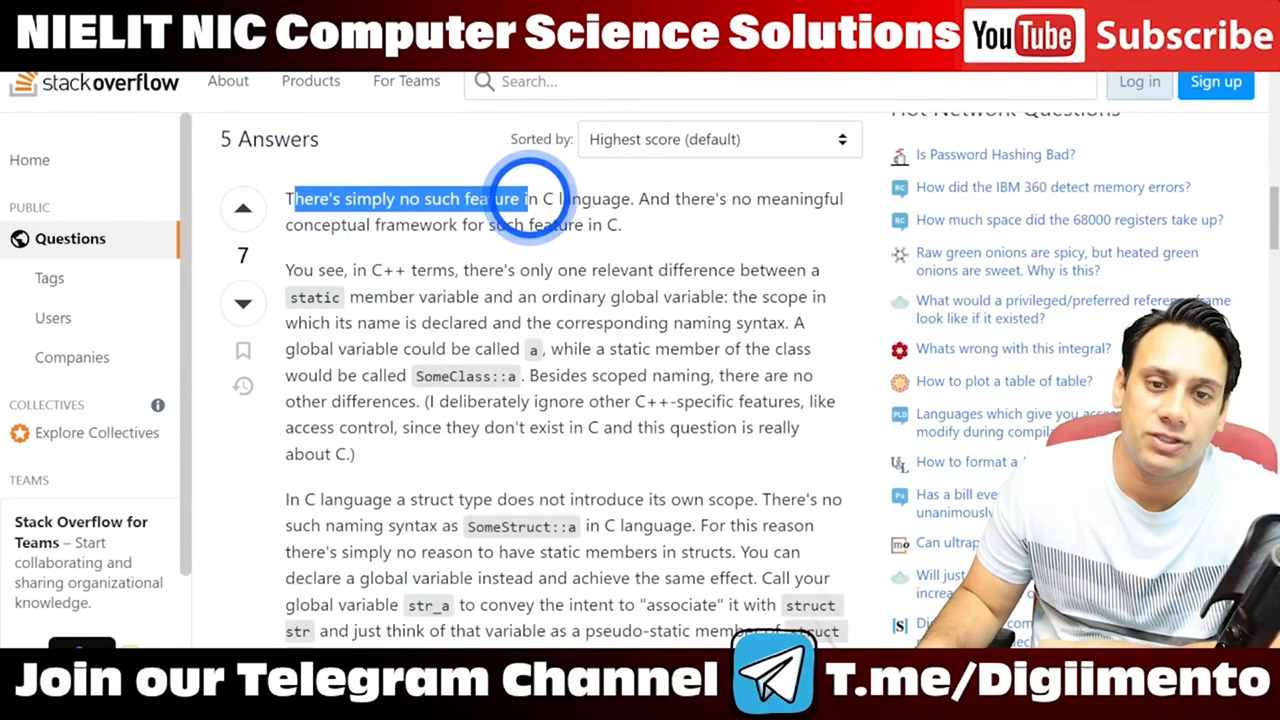 NIELIT NIC Computer Science Solutions
YouTube Subscribe
stack overflow
About Products For Teams
Search...
Log in Sign up
Home
PUBLIC
Questions
Tags
Users
Companies
COLLECTIVES
Explore Collectives
TEAMS
Stack Overflow for
Teams – Start
collaborating and
sharing organizational
knowledge.
5 Answers
Sorted by: Highest score (default)
7
There's simply no such feature in C language. And there's no meaningful
conceptual framework for such feature in C.
You see, in C++ terms, there's only one relevant difference between a
static member variable and an ordinary global variable: the scope in
which its name is declared and the corresponding naming syntax. A
global variable could be called a, while a static member of the class
would be called SomeClass::a. Besides scoped naming, there are no
other differences. (I deliberately ignore other C++-specific features, like
access control, since they don't exist in C and this question is really
about C.)
In C language a struct type does not introduce its own scope. There's no
such naming syntax as SomeStruct::a in C language. For this reason
there's simply no reason to have static members in structs. You can
declare a global variable instead and achieve the same effect. Call your
global variable str_a to convey the intent to "associate" it with struct
str and just think of that variable as a pseudo-static member of struct
Hot Network Questions
Is Password Hashing Bad?
How did the IBM 360 detect memory errors?
How much space did the 68000 registers take up?
Raw green onions are spicy, but heated green
onions are sweet. Why is this?
What would a privileged/preferred reference frame
look like if it existed?
Whats wrong with this integral?
How to plot a table of table?
Languages which give you
modify during
How to format a
Has a bill
unanimously
Can
Will just
Join our Telegram Channel T.me/Digiimento